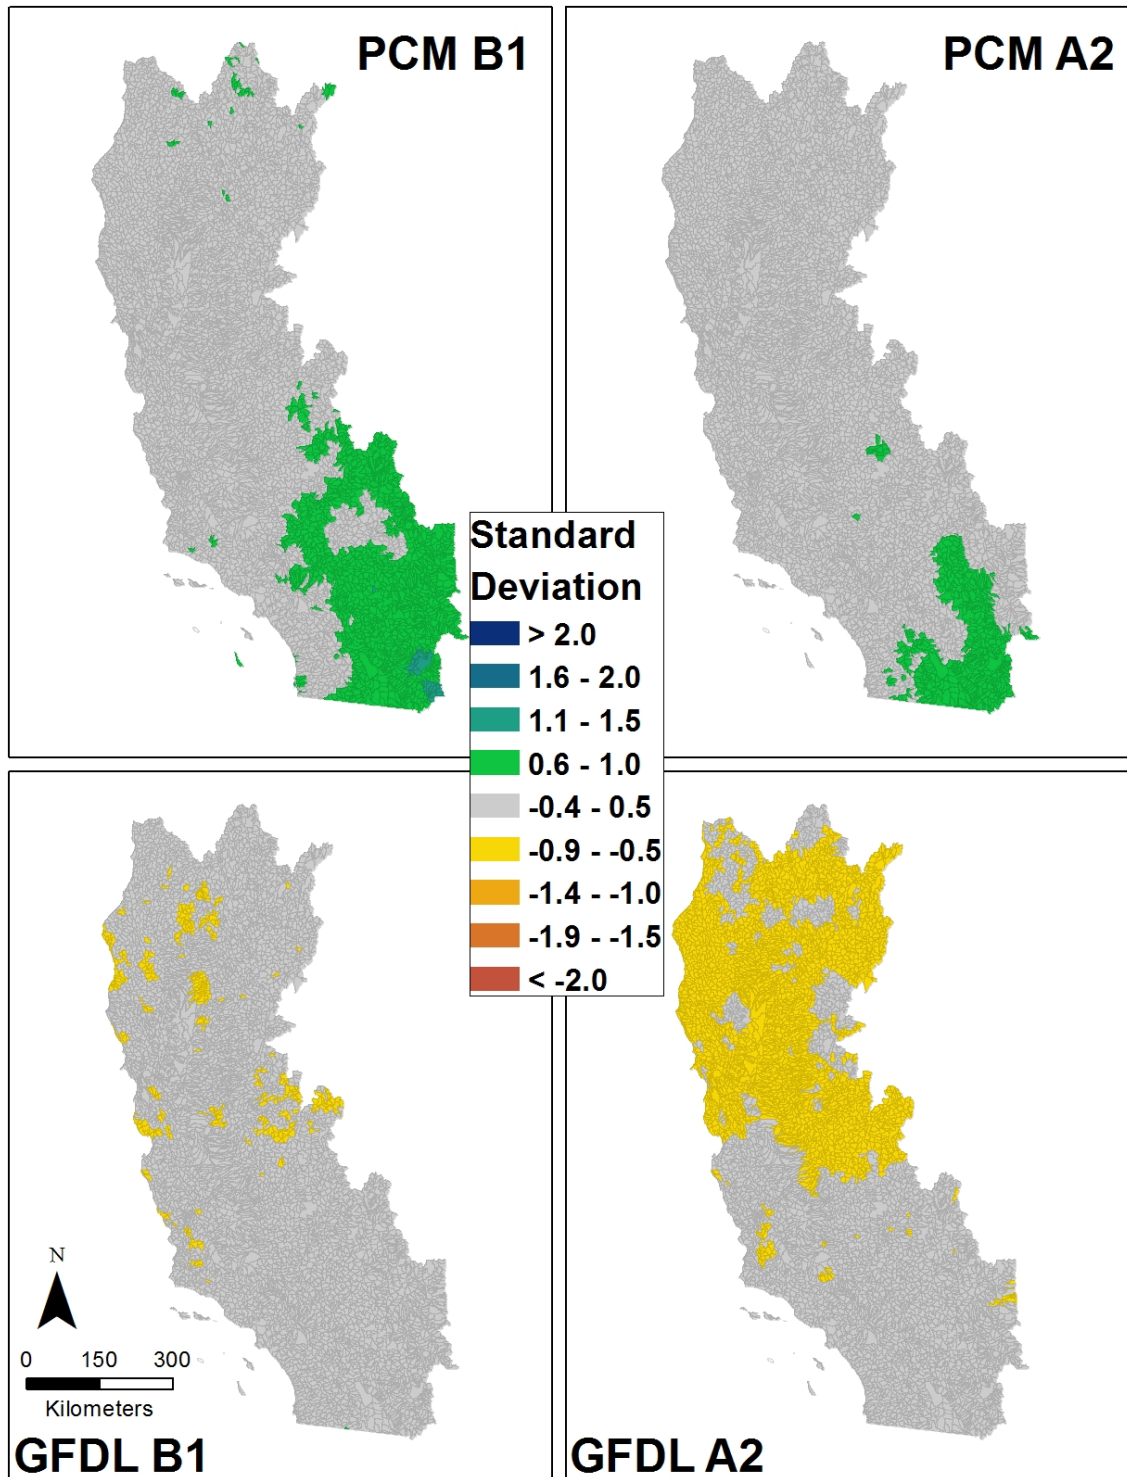 PCM B1
PCM A2
Standard
Deviation
> 2.0
1.6 - 2.0
1.1 - 1.5
0.6 - 1.0
-0.4 - 0.5
-0.9 - -0.5
-1.4 - -1.0
-1.9 - -1.5
< -2.0
N
0 150 300
Kilometers
GFDL B1
GFDL A2